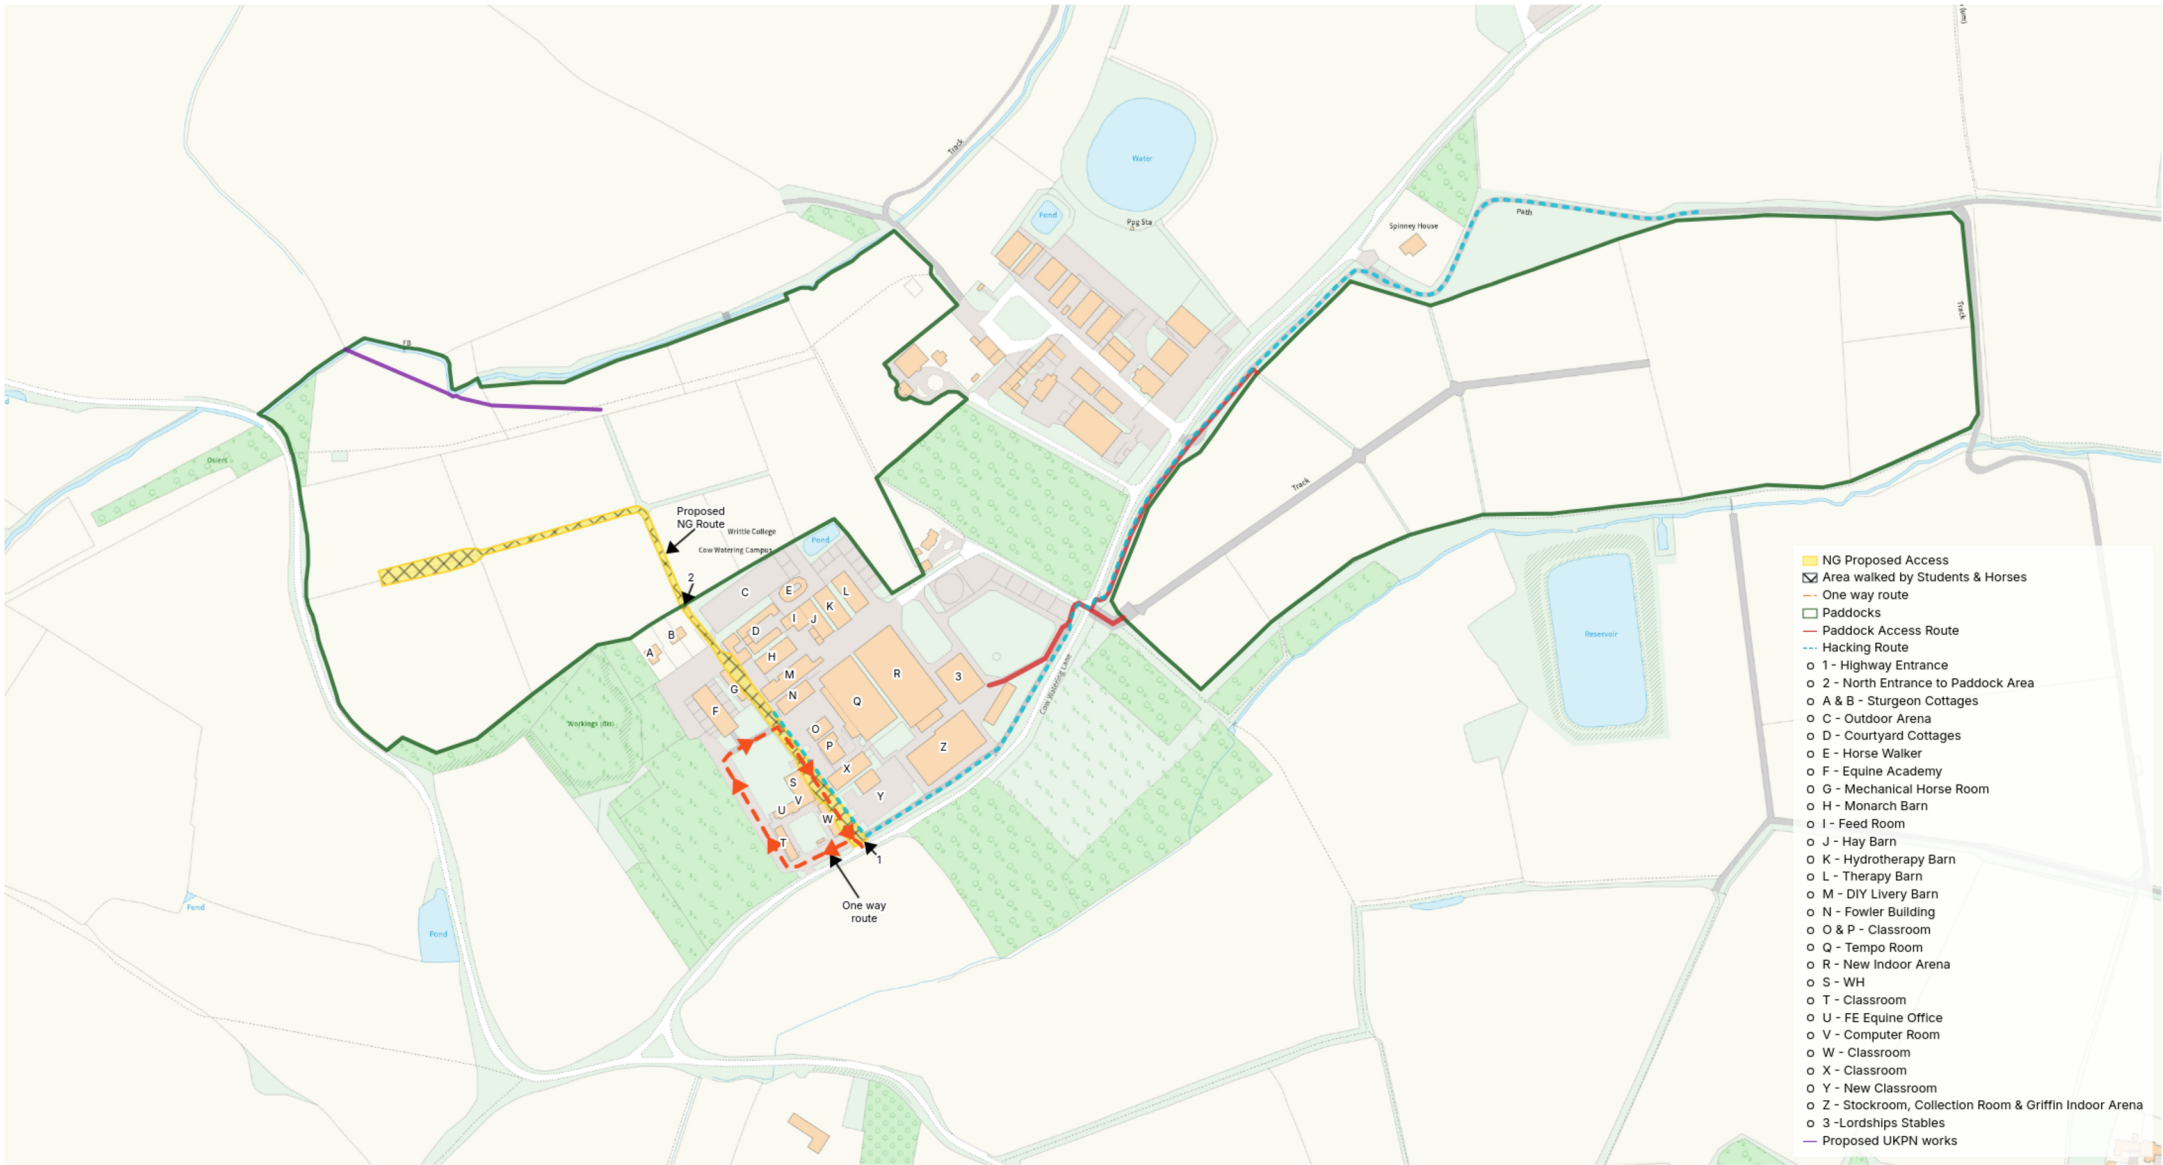 Track
Water
Pond
Ppg Sta
Spinney House
Path
Track
FB
Osiers
Track
Proposed
NG Route
Writtle College
Cow Watering Campus
Pond
2
C
E
L
K
I
J
B
D
A
H
M
G
N
R
3
F
Q
O
P
Z
X
S
V
Y
U
W
T
1
One way
route
Cow Watering Lane
Workings (dis)
Reservoir
Pond
Pond
NG Proposed Access
Area walked by Students & Horses
One way route
Paddocks
Paddock Access Route
Hacking Route
1 - Highway Entrance
2 - North Entrance to Paddock Area
A & B - Sturgeon Cottages
C - Outdoor Arena
D - Courtyard Cottages
E - Horse Walker
F - Equine Academy
G - Mechanical Horse Room
H - Monarch Barn
I - Feed Room
J - Hay Barn
K - Hydrotherapy Barn
L - Therapy Barn
M - DIY Livery Barn
N - Fowler Building
O & P - Classroom
Q - Tempo Room
R - New Indoor Arena
S - WH
T - Classroom
U - FE Equine Office
V - Computer Room
W - Classroom
X - Classroom
Y - New Classroom
Z - Stockroom, Collection Room & Griffin Indoor Arena
3 -Lordships Stables
Proposed UKPN works